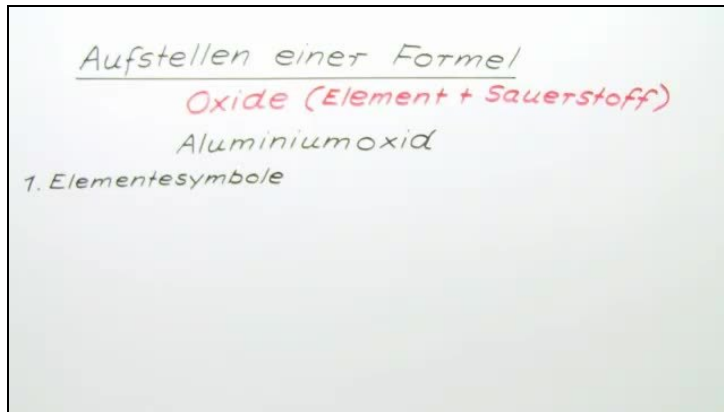 Aufstellen einer Formel
Oxide (Element + Sauerstoff)
Aluminiumoxid
1. Elementesymbole